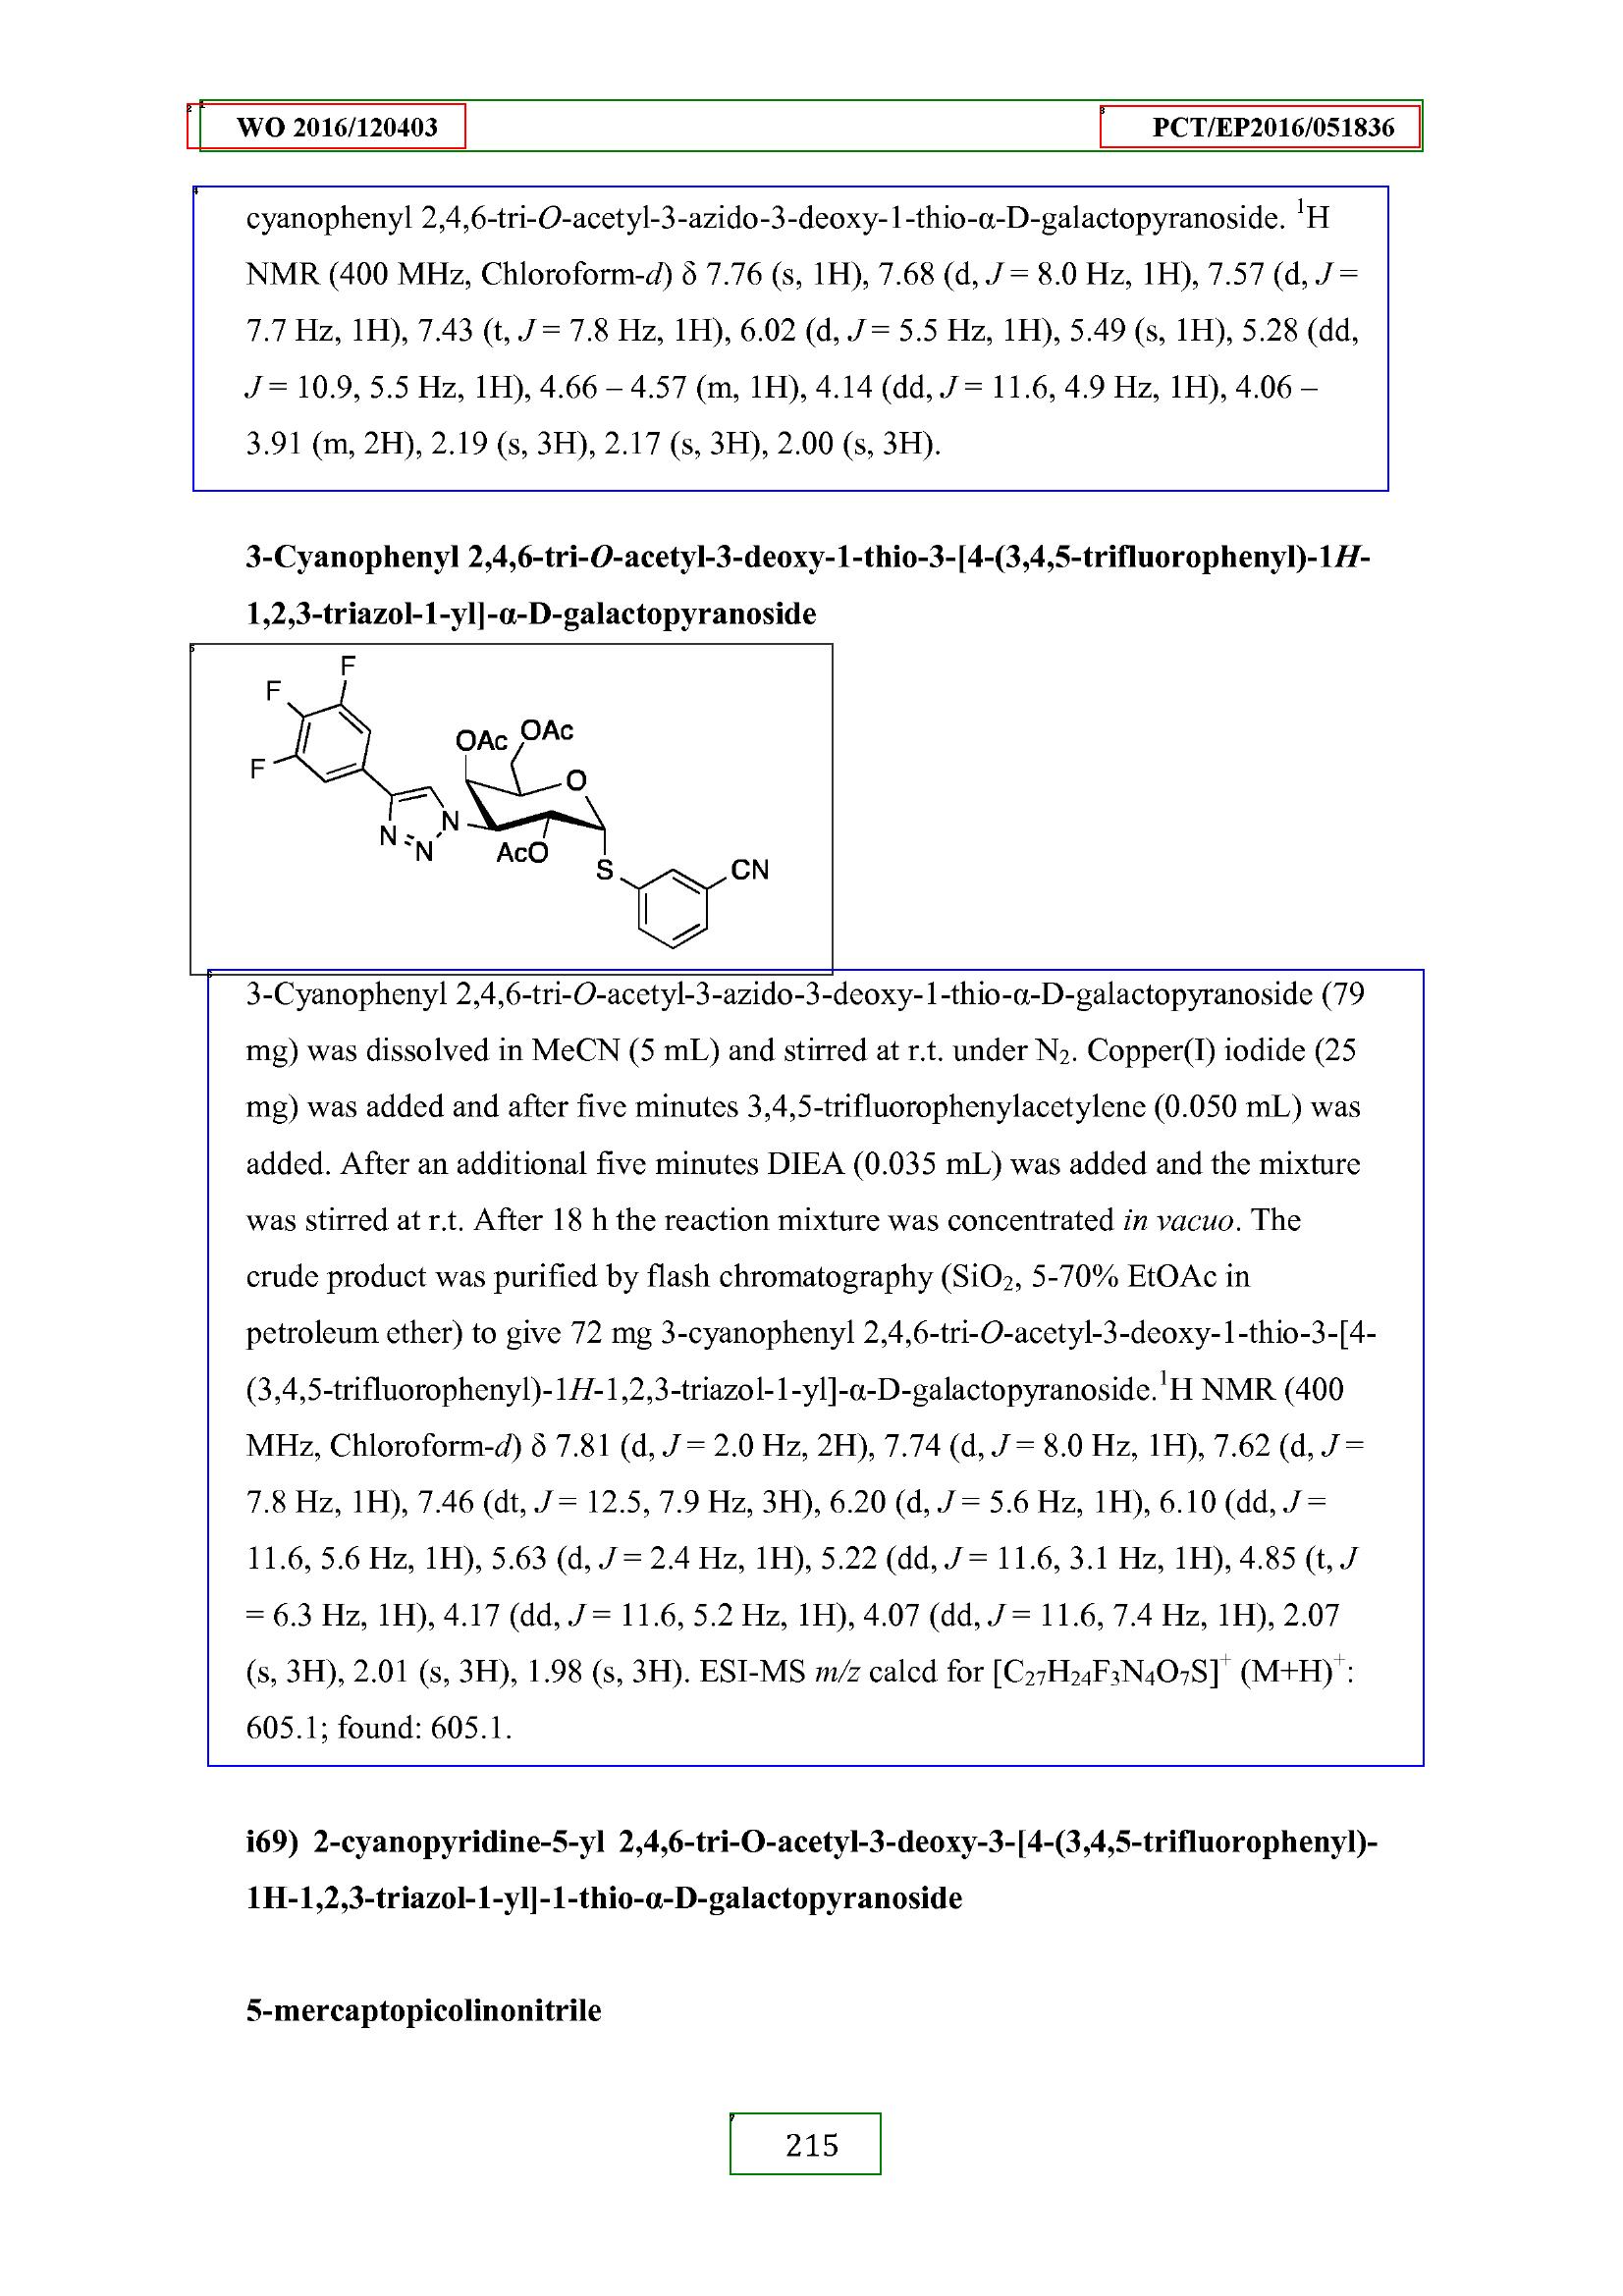 WO 2016/120403 PCT/EP2016/051836
cyanophenyl 2,4,6-tri-O-acetyl-3-azido-3-deoxy-1-thio-α-D-galactopyranoside. ¹H
NMR (400 MHz, Chloroform-d) δ 7.76 (s, 1H), 7.68 (d, J = 8.0 Hz, 1H), 7.57 (d, J =
7.7 Hz, 1H), 7.43 (t, J = 7.8 Hz, 1H), 6.02 (d, J = 5.5 Hz, 1H), 5.49 (s, 1H), 5.28 (dd,
J = 10.9, 5.5 Hz, 1H), 4.66 – 4.57 (m, 1H), 4.14 (dd, J = 11.6, 4.9 Hz, 1H), 4.06 –
3.91 (m, 2H), 2.19 (s, 3H), 2.17 (s, 3H), 2.00 (s, 3H).
3-Cyanophenyl 2,4,6-tri-O-acetyl-3-deoxy-1-thio-3-[4-(3,4,5-trifluorophenyl)-1H-
1,2,3-triazol-1-yl]-α-D-galactopyranoside
F
F
F
OAc
OAc
O
N
N
N
AcO
S
CN
3-Cyanophenyl 2,4,6-tri-O-acetyl-3-azido-3-deoxy-1-thio-α-D-galactopyranoside (79
mg) was dissolved in MeCN (5 mL) and stirred at r.t. under N₂. Copper(I) iodide (25
mg) was added and after five minutes 3,4,5-trifluorophenylacetylene (0.050 mL) was
added. After an additional five minutes DIEA (0.035 mL) was added and the mixture
was stirred at r.t. After 18 h the reaction mixture was concentrated in vacuo. The
crude product was purified by flash chromatography (SiO₂, 5-70% EtOAc in
petroleum ether) to give 72 mg 3-cyanophenyl 2,4,6-tri-O-acetyl-3-deoxy-1-thio-3-[4-
(3,4,5-trifluorophenyl)-1H-1,2,3-triazol-1-yl]-α-D-galactopyranoside.¹H NMR (400
MHz, Chloroform-d) δ 7.81 (d, J = 2.0 Hz, 2H), 7.74 (d, J = 8.0 Hz, 1H), 7.62 (d, J =
7.8 Hz, 1H), 7.46 (dt, J = 12.5, 7.9 Hz, 3H), 6.20 (d, J = 5.6 Hz, 1H), 6.10 (dd, J =
11.6, 5.6 Hz, 1H), 5.63 (d, J = 2.4 Hz, 1H), 5.22 (dd, J = 11.6, 3.1 Hz, 1H), 4.85 (t, J
= 6.3 Hz, 1H), 4.17 (dd, J = 11.6, 5.2 Hz, 1H), 4.07 (dd, J = 11.6, 7.4 Hz, 1H), 2.07
(s, 3H), 2.01 (s, 3H), 1.98 (s, 3H). ESI-MS m/z calcd for [C₂₇H₂₄F₃N₄O₇S]⁺ (M+H)⁺:
605.1; found: 605.1.
i69) 2-cyanopyridine-5-yl 2,4,6-tri-O-acetyl-3-deoxy-3-[4-(3,4,5-trifluorophenyl)-
1H-1,2,3-triazol-1-yl]-1-thio-α-D-galactopyranoside
5-mercaptopicolinonitrile
215